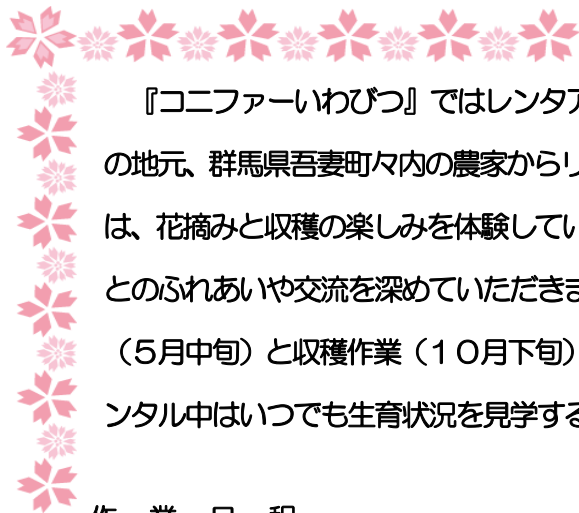 『コニファーいわびつ』ではレンタ
の地元、群馬県吾妻町々内の農家から
は、花摘みと収穫の楽しみを体験してい
とのふれあいや交流を深めていただきま
（５月中旬）と収穫作業（１０月下旬）
ンタル中はいつでも生育状況を見学する
作　業　日　程